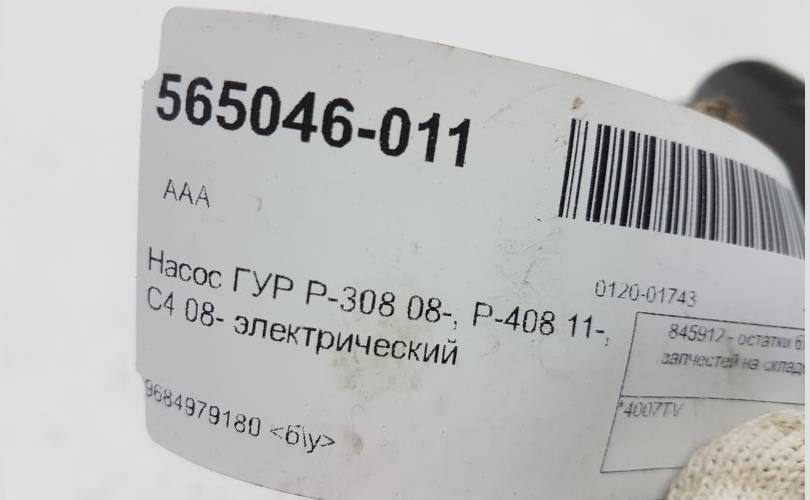 565046-011
AAA
Насос ГУР P-308 08-, P-408 11-,
C4 08- электрический
9684979180 <б\у>
0120-01743
845912 - остатки б
запчестей на склад
*4007TV